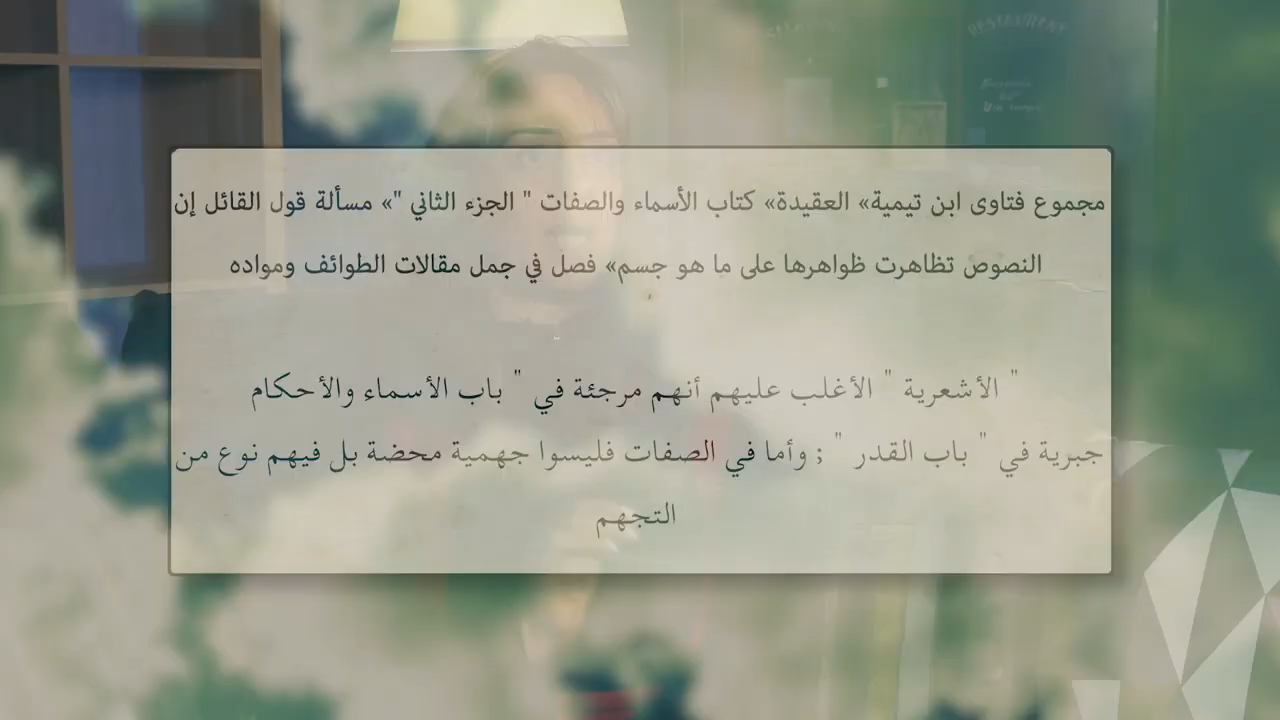 مجموع فتاوى ابن تيمية» العقيدة» كتاب الأسماء والصفات " الجزء الثاني "» مسألة قول القائل إن
النصوص تظاهرت ظواهرها على ما هو جسم» فصل في جمل مقالات الطوائف ومواده
" الأشعرية " الأغلب عليهم أنهم مرجئة في " باب الأسماء والأحكام
جبرية في " باب القدر " ; وأما في الصفات فليسوا جهمية محضة بل فيهم نوع من
التجهم
RESTAURENT